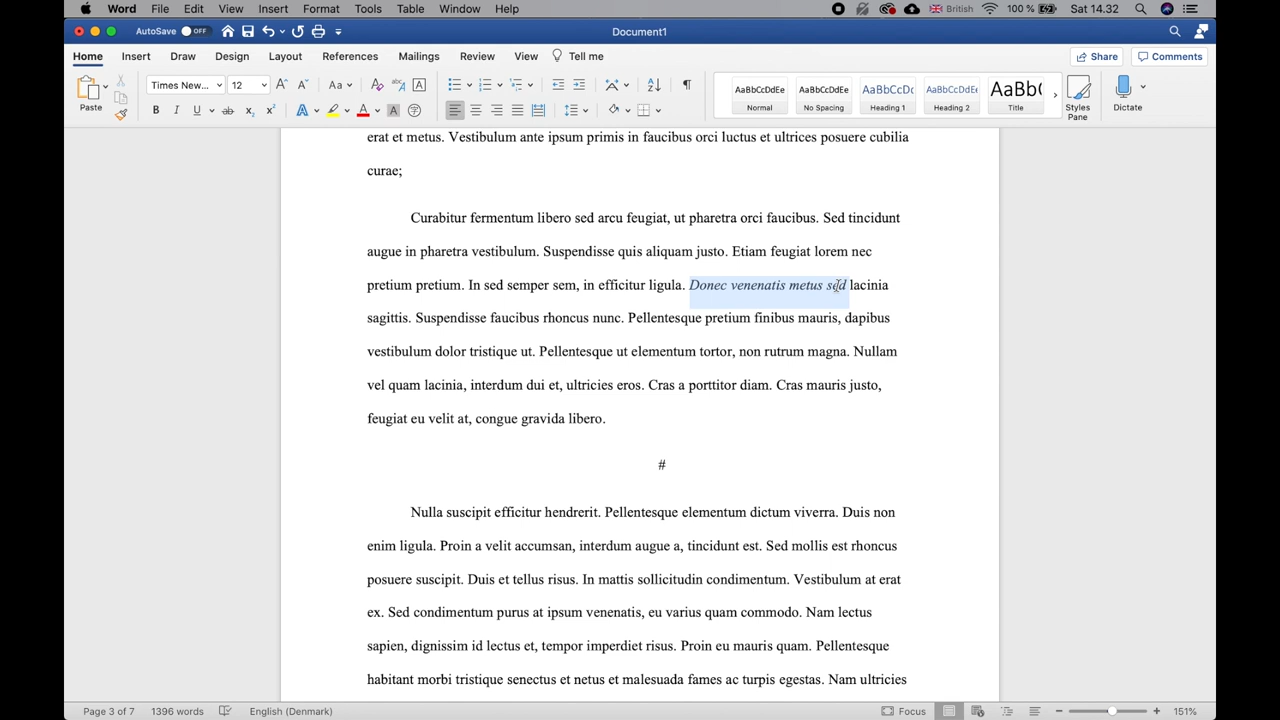 Word File Edit View Insert Format Tools Table Window Help British 100 % Sat 14.32
AutoSave OFF Document1
Home Insert Draw Design Layout References Mailings Review View Tell me Share Comments
Paste Times New... 12 Aa AaBbCcDdEe AaBbCcDdEe AaBbCcDc AaBbCcDdEe AaBb( Styles Pane Dictate
B I U ab x x A A A Normal No Spacing Heading 1 Heading 2 Title
erat et metus. Vestibulum ante ipsum primis in faucibus orci luctus et ultrices posuere cubilia
curae;
Curabitur fermentum libero sed arcu feugiat, ut pharetra orci faucibus. Sed tincidunt
augue in pharetra vestibulum. Suspendisse quis aliquam justo. Etiam feugiat lorem nec
pretium pretium. In sed semper sem, in efficitur ligula. Donec venenatis metus sed lacinia
sagittis. Suspendisse faucibus rhoncus nunc. Pellentesque pretium finibus mauris, dapibus
vestibulum dolor tristique ut. Pellentesque ut elementum tortor, non rutrum magna. Nullam
vel quam lacinia, interdum dui et, ultricies eros. Cras a porttitor diam. Cras mauris justo,
feugiat eu velit at, congue gravida libero.
#
Nulla suscipit efficitur hendrerit. Pellentesque elementum dictum viverra. Duis non
enim ligula. Proin a velit accumsan, interdum augue a, tincidunt est. Sed mollis est rhoncus
posuere suscipit. Duis et tellus risus. In mattis sollicitudin condimentum. Vestibulum at erat
ex. Sed condimentum purus at ipsum venenatis, eu varius quam commodo. Nam lectus
sapien, dignissim id lectus et, tempor imperdiet risus. Proin eu mauris quam. Pellentesque
habitant morbi tristique senectus et netus et malesuada fames ac turpis egestas. Nam ultricies
Page 3 of 7 1396 words English (Denmark) Focus 151%